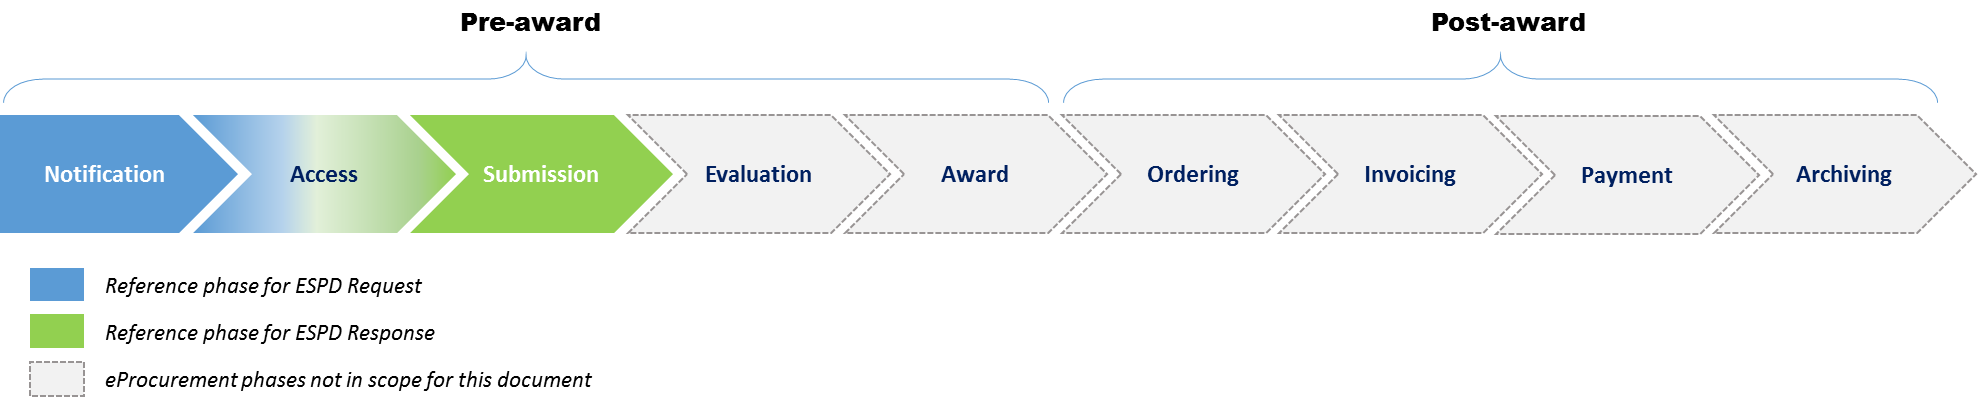 Pre-award
Post-award
Notification
Access
Submission
Evaluation
Award
Ordering
Invoicing
Payment
Archiving
Reference phase for ESPD Request
Reference phase for ESPD Response
eProcurement phases not in scope for this document